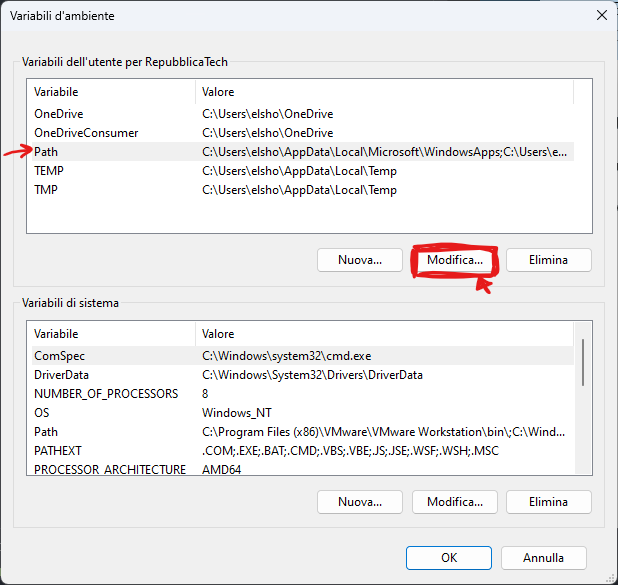 Variabili d'ambiente
Variabili dell'utente per RepubblicaTech
Variabile Valore
OneDrive C:\Users\elsho\OneDrive
OneDriveConsumer C:\Users\elsho\OneDrive
Path C:\Users\elsho\AppData\Local\Microsoft\WindowsApps;C:\Users\e...
TEMP C:\Users\elsho\AppData\Local\Temp
TMP C:\Users\elsho\AppData\Local\Temp
Nuova... Modifica... Elimina
Variabili di sistema
Variabile Valore
ComSpec C:\Windows\system32\cmd.exe
DriverData C:\Windows\System32\Drivers\DriverData
NUMBER_OF_PROCESSORS 8
OS Windows_NT
Path C:\Program Files (x86)\VMware\VMware Workstation\bin\;C:\Wind...
PATHEXT .COM;.EXE;.BAT;.CMD;.VBS;.VBE;.JS;.JSE;.WSF;.WSH;.MSC
PROCESSOR_ARCHITECTURE AMD64
Nuova... Modifica... Elimina
OK Annulla